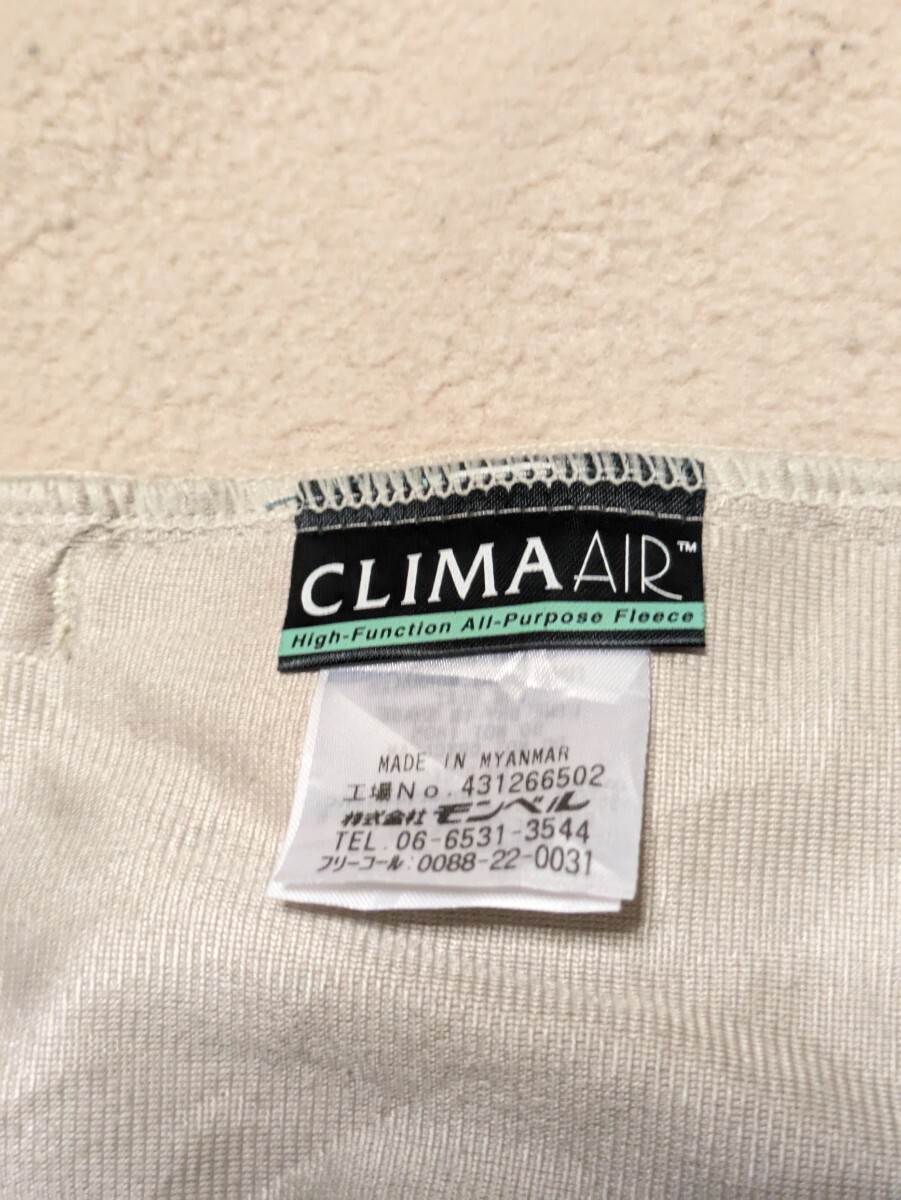 CLIMAAIR™
High-Function All-Purpose Fleece
MADE IN MYANMAR
工場No.431266502
株式会社モンベル
TEL.06-6531-3544
フリーコール:0088-22-0031